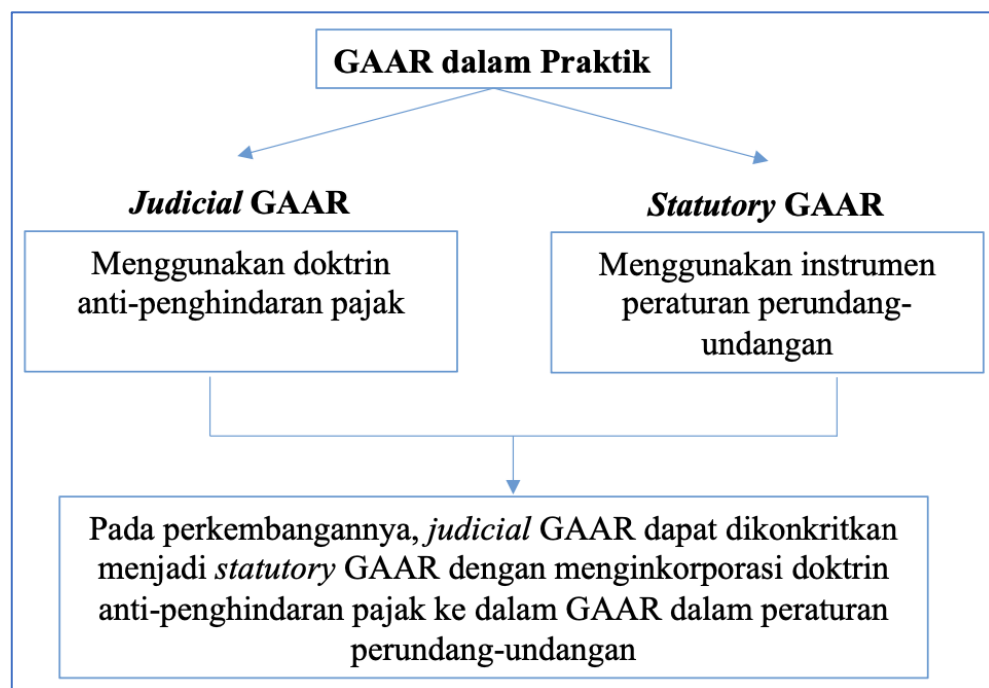 GAAR dalam Praktik
Judicial GAAR
Menggunakan doktrin
anti-penghindaran pajak
Statutory GAAR
Menggunakan instrumen
peraturan perundang-
undangan
Pada perkembangannya, judicial GAAR dapat dikonkritkan
menjadi statutory GAAR dengan menginkorporasi doktrin
anti-penghindaran pajak ke dalam GAAR dalam peraturan
perundang-undangan